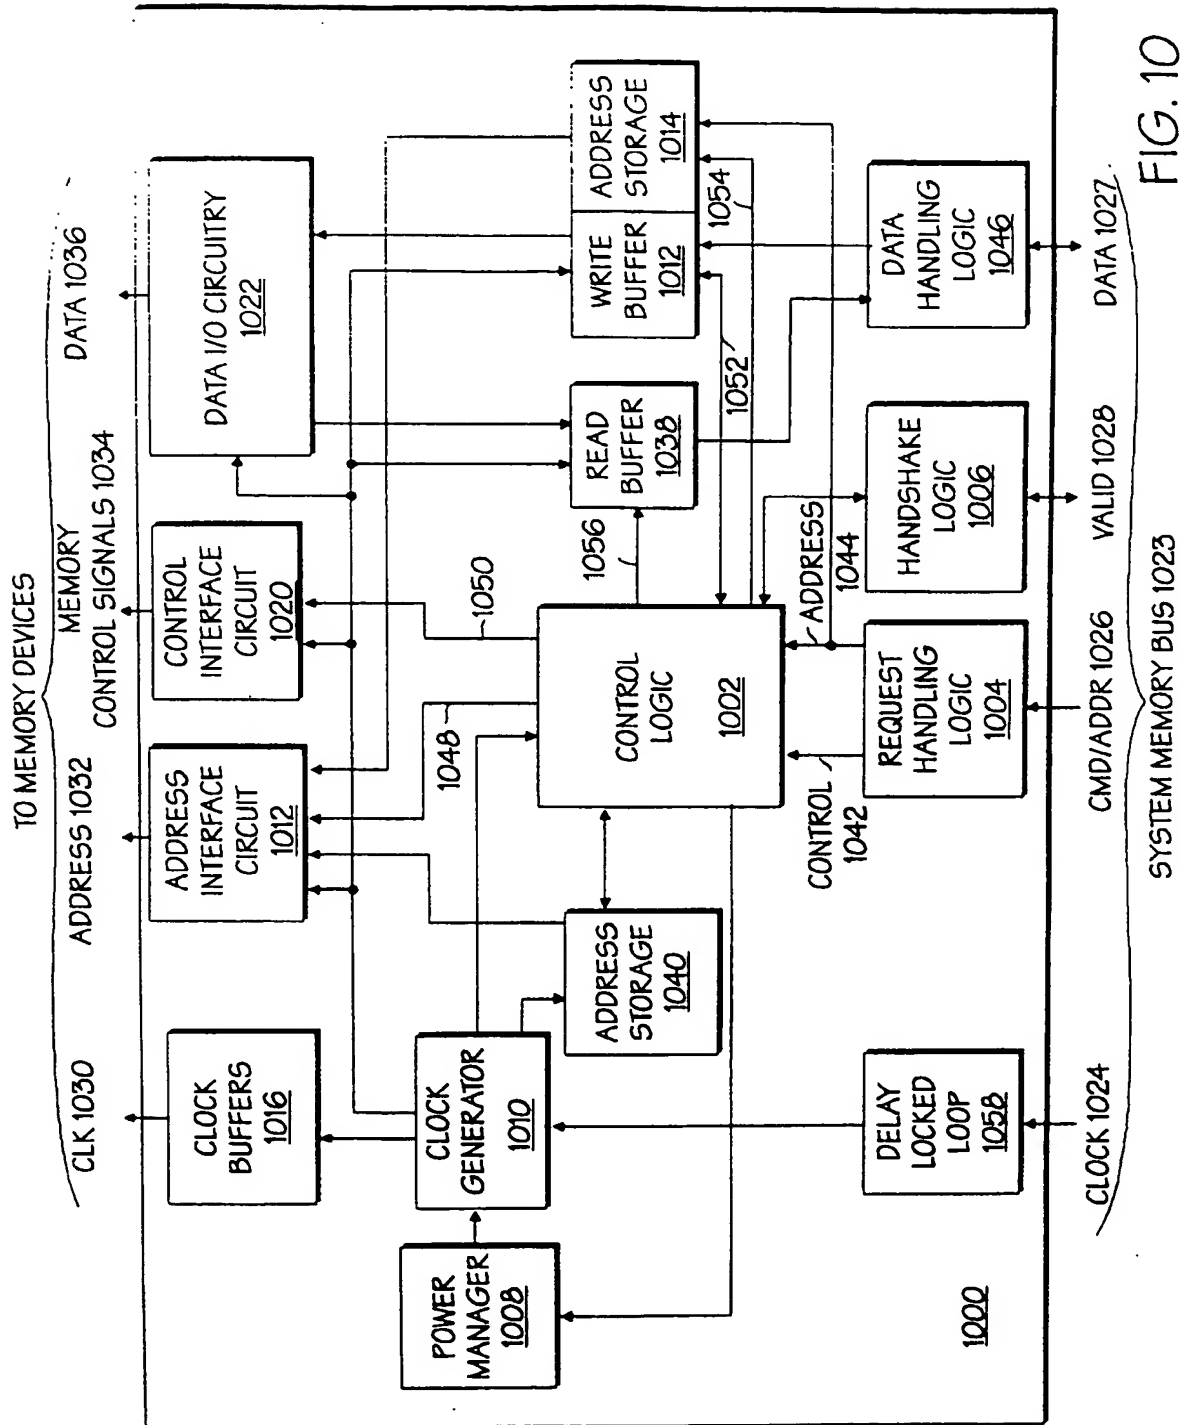 TO MEMORY DEVICES
CLK 1030
ADDRESS 1032
MEMORY
CONTROL SIGNALS 1034
DATA 1036
CLOCK
BUFFERS
1016
ADDRESS
INTERFACE
CIRCUIT
1012
CONTROL
INTERFACE
CIRCUIT
1020
DATA I/O CIRCUITRY
1022
POWER
MANAGER
1008
CLOCK
GENERATOR
1010
1048
1050
ADDRESS
STORAGE
1040
CONTROL
LOGIC
1002
1056
READ
BUFFER
1038
WRITE
BUFFER
1012
ADDRESS
STORAGE
1014
1052
1054
CONTROL
1042
ADDRESS
1044
DELAY
LOCKED
LOOP
1058
REQUEST
HANDLING
LOGIC
1004
HANDSHAKE
LOGIC
1006
DATA
HANDLING
LOGIC
1046
1000
CLOCK 1024
CMD/ADDR 1026
VALID 1028
DATA 1027
SYSTEM MEMORY BUS 1023
FIG. 10